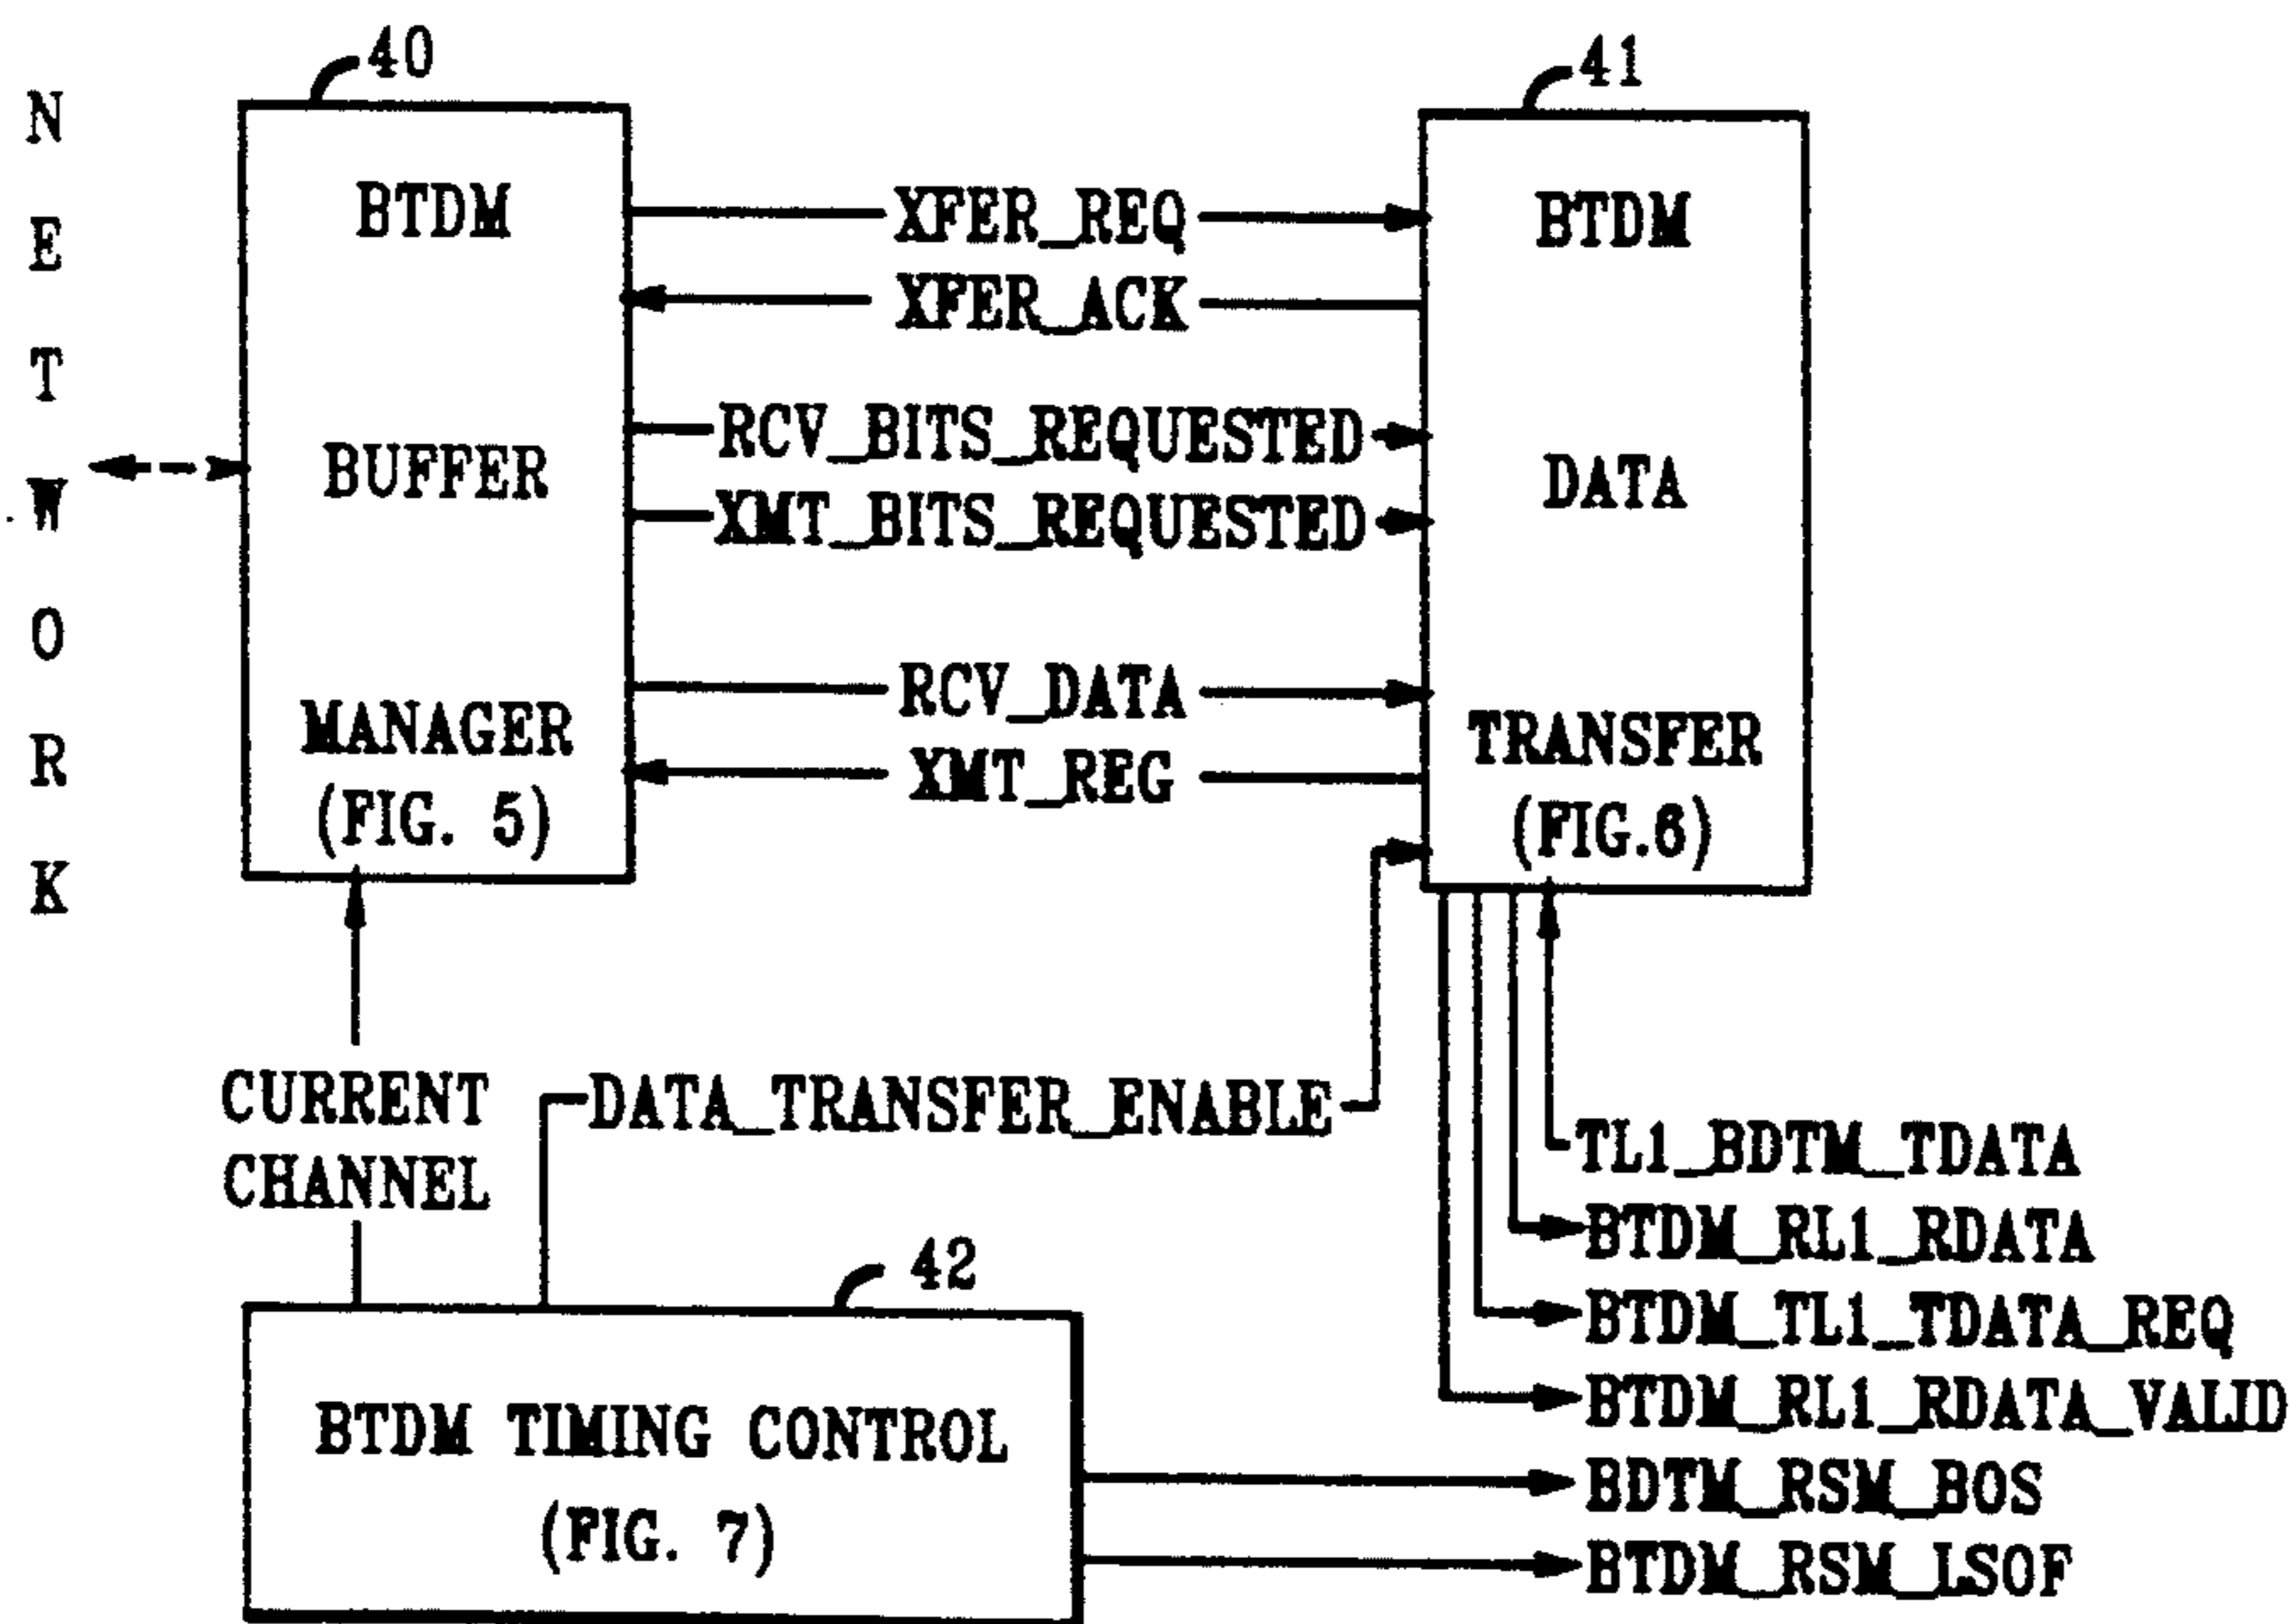 NETWORK
40
BTDM
BUFFER
MANAGER
(FIG. 5)
XFER_REQ
XFER_ACK
RCV_BITS_REQUESTED
XMT_BITS_REQUESTED
RCV_DATA
XMT_REG
41
BTDM
DATA
TRANSFER
(FIG.6)
CURRENT
CHANNEL
DATA_TRANSFER_ENABLE
TL1_BDTM_TDATA
BTDM_RL1_RDATA
BTDM_TL1_TDATA_REQ
BTDM_RL1_RDATA_VALID
BDTM_RSM_BOS
BTDM_RSM_LSOF
42
BTDM TIMING CONTROL
(FIG. 7)